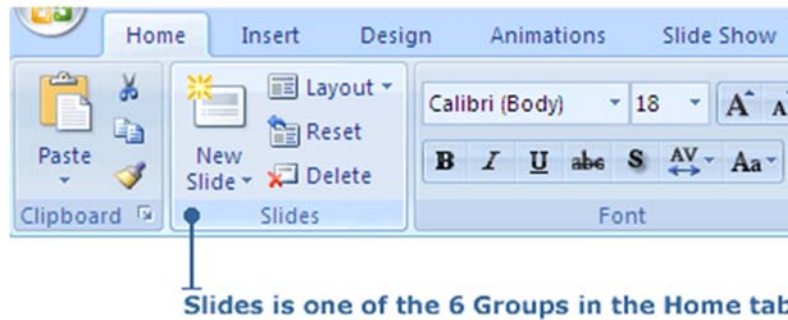 Home Insert Design Animations Slide Show
Layout
Calibri (Body) 18 A A
Reset
Paste New Slide Delete B I U abc S AV Aa
Clipboard Slides Font
Slides is one of the 6 Groups in the Home tab